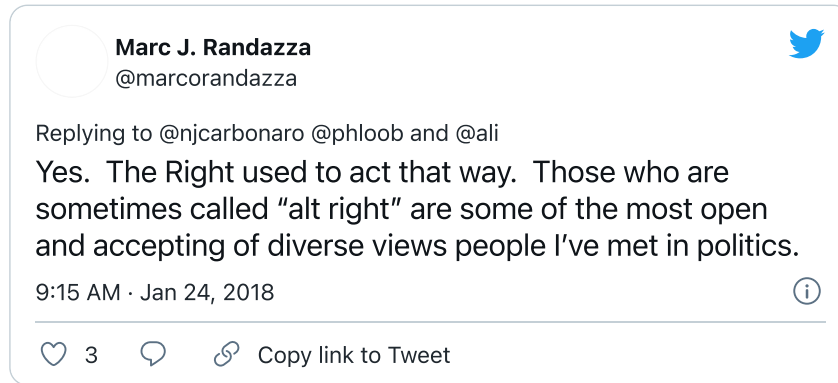 Marc J. Randazza
@marcorandazza
Replying to @njcarbonaro @phloob and @ali
Yes.  The Right used to act that way.  Those who are
sometimes called “alt right” are some of the most open
and accepting of diverse views people I’ve met in politics.
9:15 AM · Jan 24, 2018
3 Copy link to Tweet